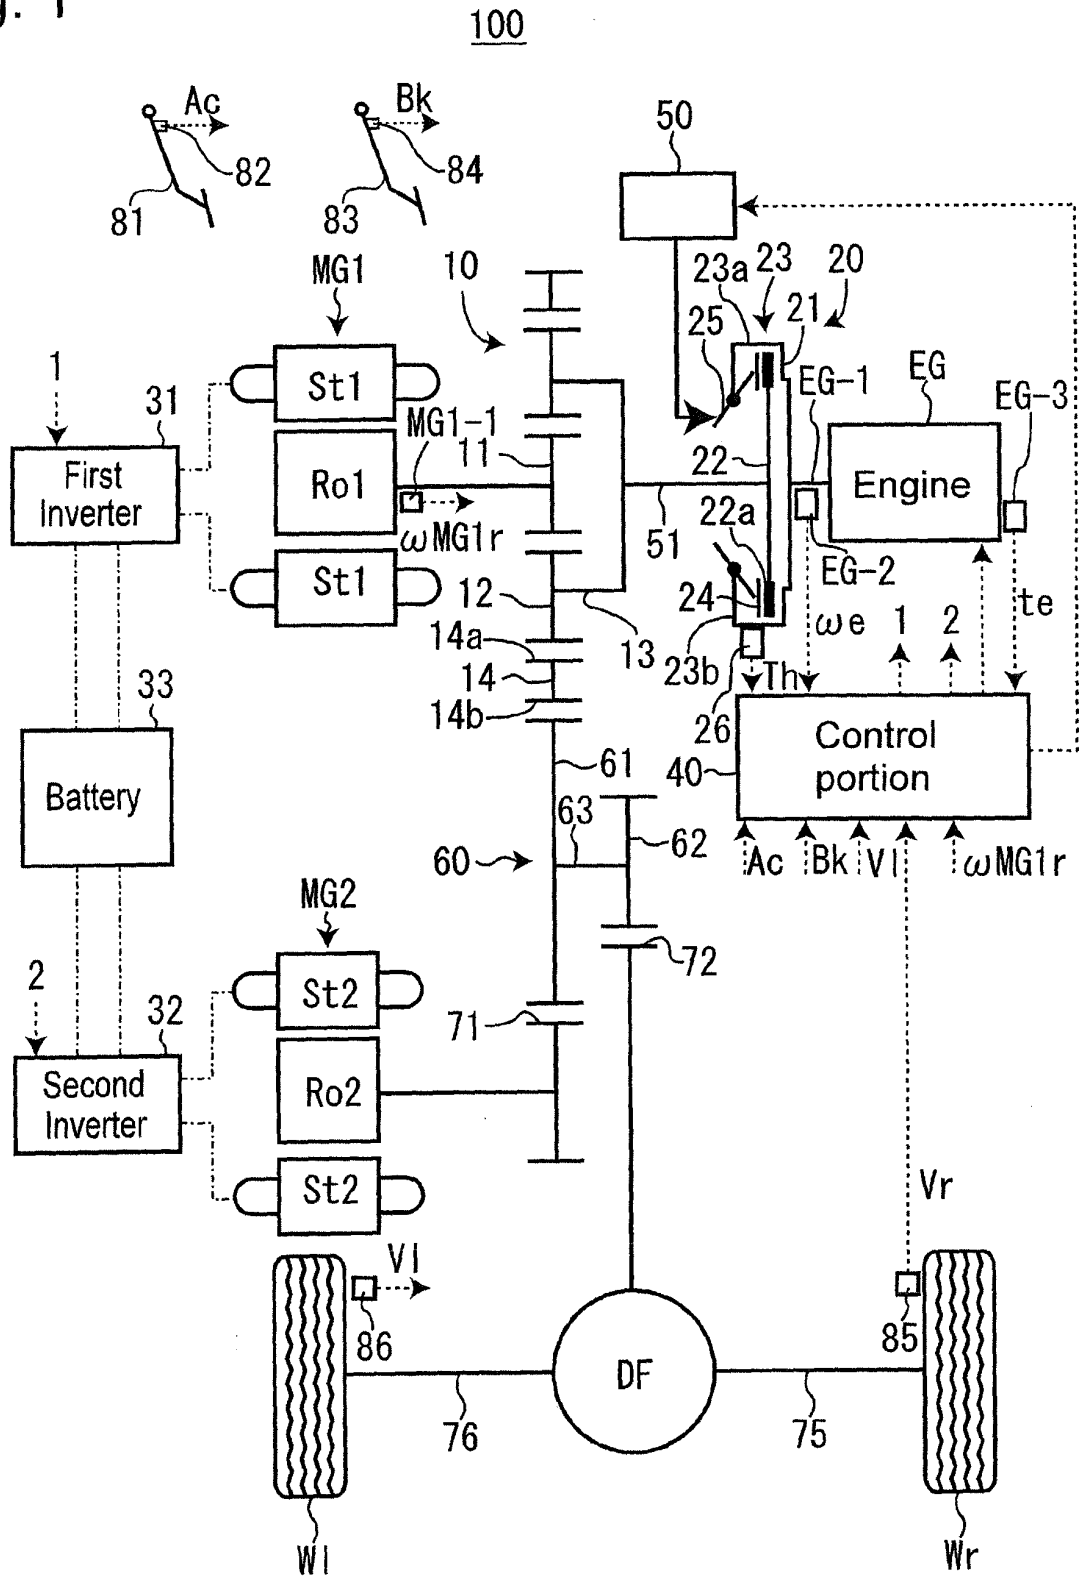 g. 1
100
Ac
Bk
82
84
81
83
50
MG1
10
23a
23
20
25
21
1
31
St1
EG-1
EG
EG-3
MG1-1
11
22
First
Inverter
Ro1
Engine
ωMG1r
51
22a
EG-2
St1
12
24
ωe
1
2
te
14a
13
23b
Th
33
14
14b
26
Control
portion
40
61
Battery
63
62
60
Ac
Bk
Vl
ωMG1r
MG2
72
2
32
St2
71
Second
Inverter
Ro2
St2
Vr
Vl
86
85
DF
76
75
Wl
Wr